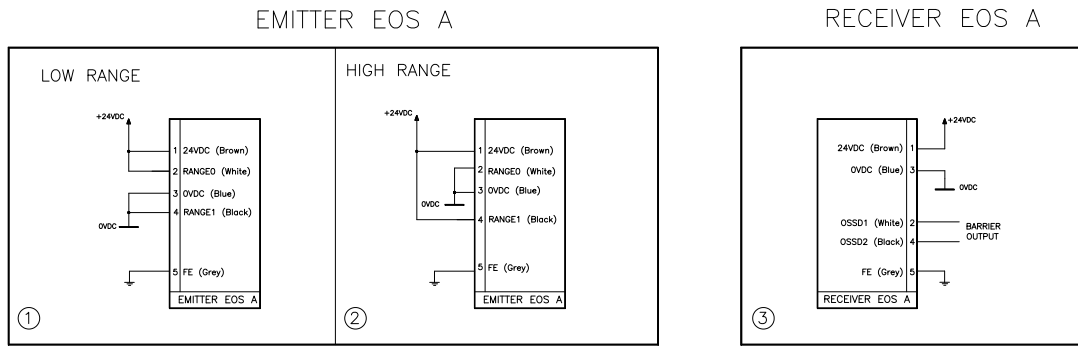 EMITTER EOS A
LOW RANGE
+24VDC
1 24VDC (Brown)
2 RANGE0 (White)
3 0VDC (Blue)
4 RANGE1 (Black)
0VDC
5 FE (Grey)
EMITTER EOS A
1
HIGH RANGE
+24VDC
1 24VDC (Brown)
2 RANGE0 (White)
3 0VDC (Blue)
0VDC
4 RANGE1 (Black)
5 FE (Grey)
EMITTER EOS A
2
RECEIVER EOS A
+24VDC
24VDC (Brown) 1
0VDC (Blue) 3
0VDC
OSSD1 (White) 2
OSSD2 (Black) 4
BARRIER
OUTPUT
FE (Grey) 5
RECEIVER EOS A
3